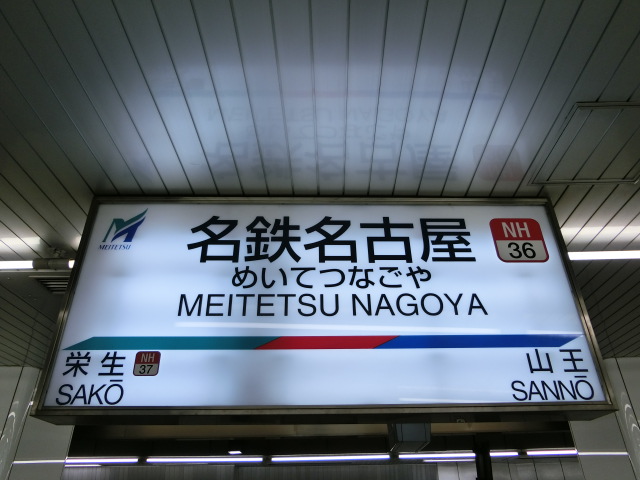 MEITETSU
名鉄名古屋
NH
36
めいてつなごや
MEITETSU NAGOYA
栄生
NH
37
SAKŌ
山王
SANNŌ